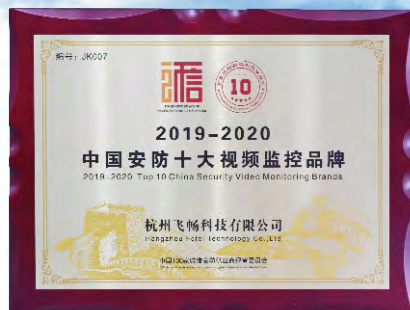 编号：JK007
10
2019-2020
中国安防十大视频监控品牌
2019-2020 Top 10 China Security Video Monitoring Brands
杭州飞畅科技有限公司
Hangzhou Fctel Technology Co.,Ltd